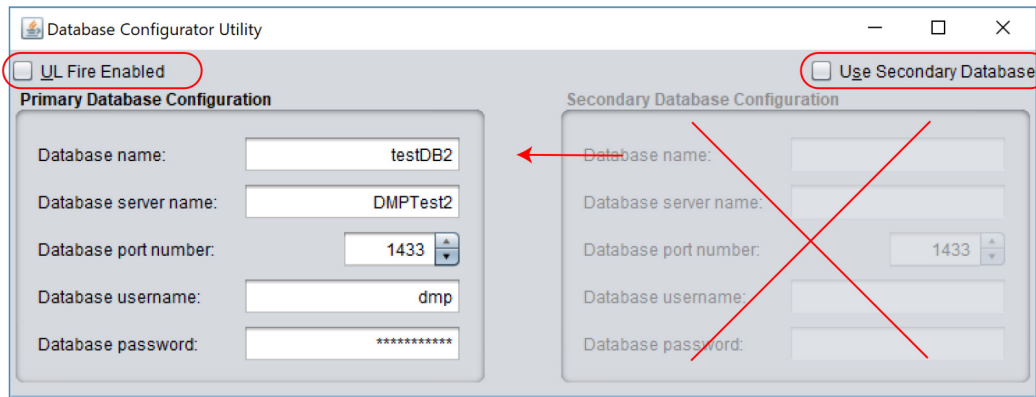 Database Configurator Utility
UL Fire Enabled
Use Secondary Database
Primary Database Configuration
Database name: testDB2
Database server name: DMPTest2
Database port number: 1433
Database username: dmp
Database password: ***********
Secondary Database Configuration
Database name:
Database server name:
Database port number: 1433
Database username:
Database password: